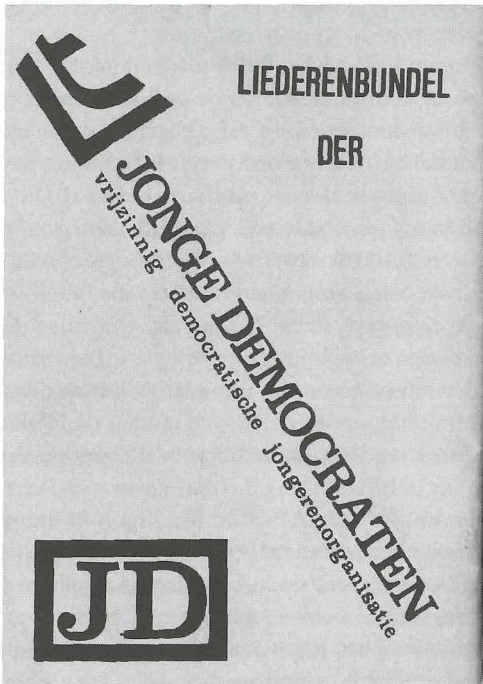 LIEDERENBUNDEL
DER
JONGE DEMOCRATEN
vrijzinnig democratische jongerenorganisatie
JD